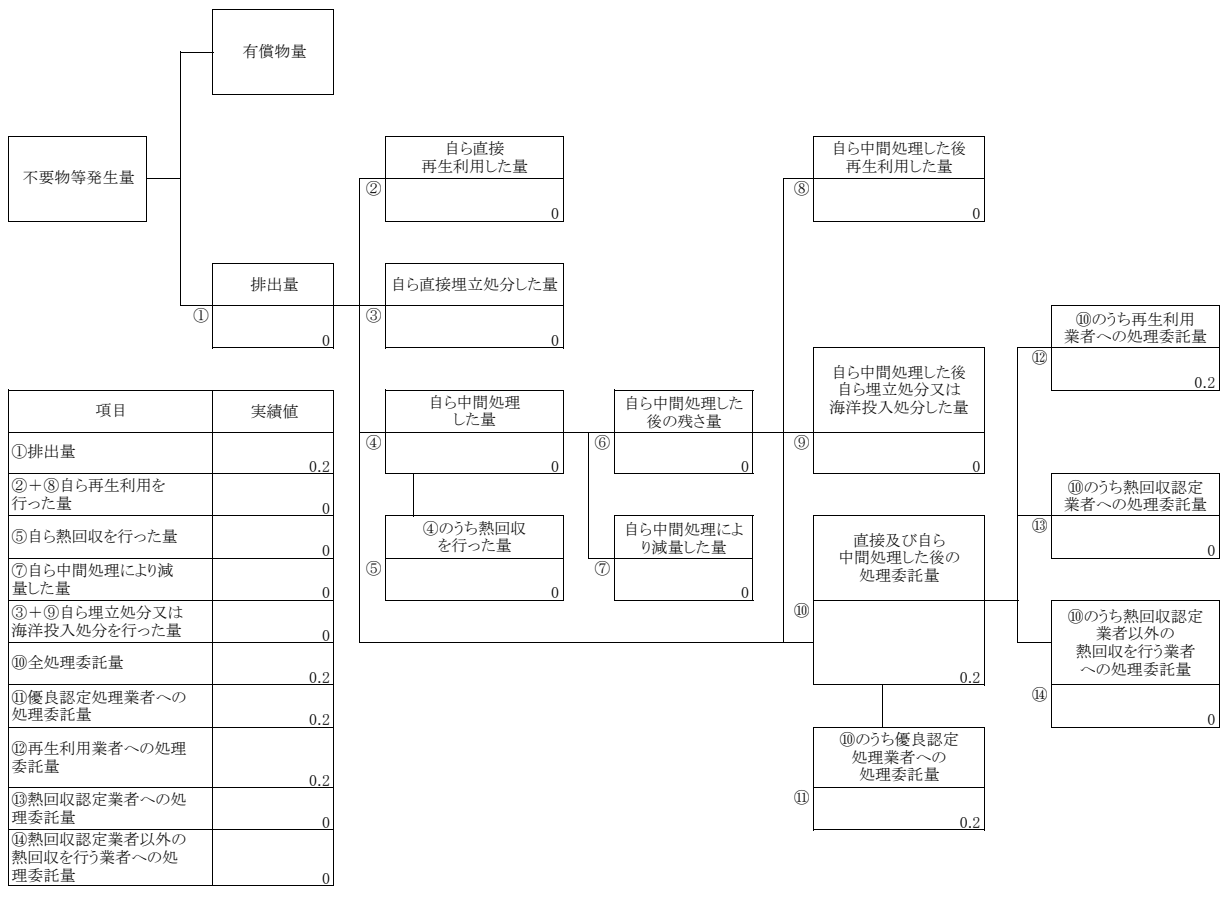 有償物量
不要物等発生量
排出量
①
0
自ら直接
再生利用した量
②
0
自ら直接埋立処分した量
③
0
自ら中間処理
した量
④
0
④のうち熱回収
を行った量
⑤
0
自ら中間処理した
後の残さ量
⑥
0
自ら中間処理によ
り減量した量
⑦
0
自ら中間処理した後
再生利用した量
⑧
0
自ら中間処理した後
自ら埋立処分又は
海洋投入処分した量
⑨
0
直接及び自ら
中間処理した後の
処理委託量
⑩
0.2
⑩のうち優良認定
処理業者への
処理委託量
⑪
0.2
⑩のうち再生利用
業者への処理委託量
⑫
0.2
⑩のうち熱回収認定
業者への処理委託量
⑬
0
⑩のうち熱回収認定
業者以外の
熱回収を行う業者
への処理委託量
⑭
0
項目 実績値
①排出量
0.2
②＋⑧自ら再生利用を
行った量
0
⑤自ら熱回収を行った量
0
⑦自ら中間処理により減
量した量
0
③＋⑨自ら埋立処分又は
海洋投入処分を行った量
0
⑩全処理委託量
0.2
⑪優良認定処理業者への
処理委託量
0.2
⑫再生利用業者への処理
委託量
0.2
⑬熱回収認定業者への処
理委託量
0
⑭熱回収認定業者以外の
熱回収を行う業者への処
理委託量
0